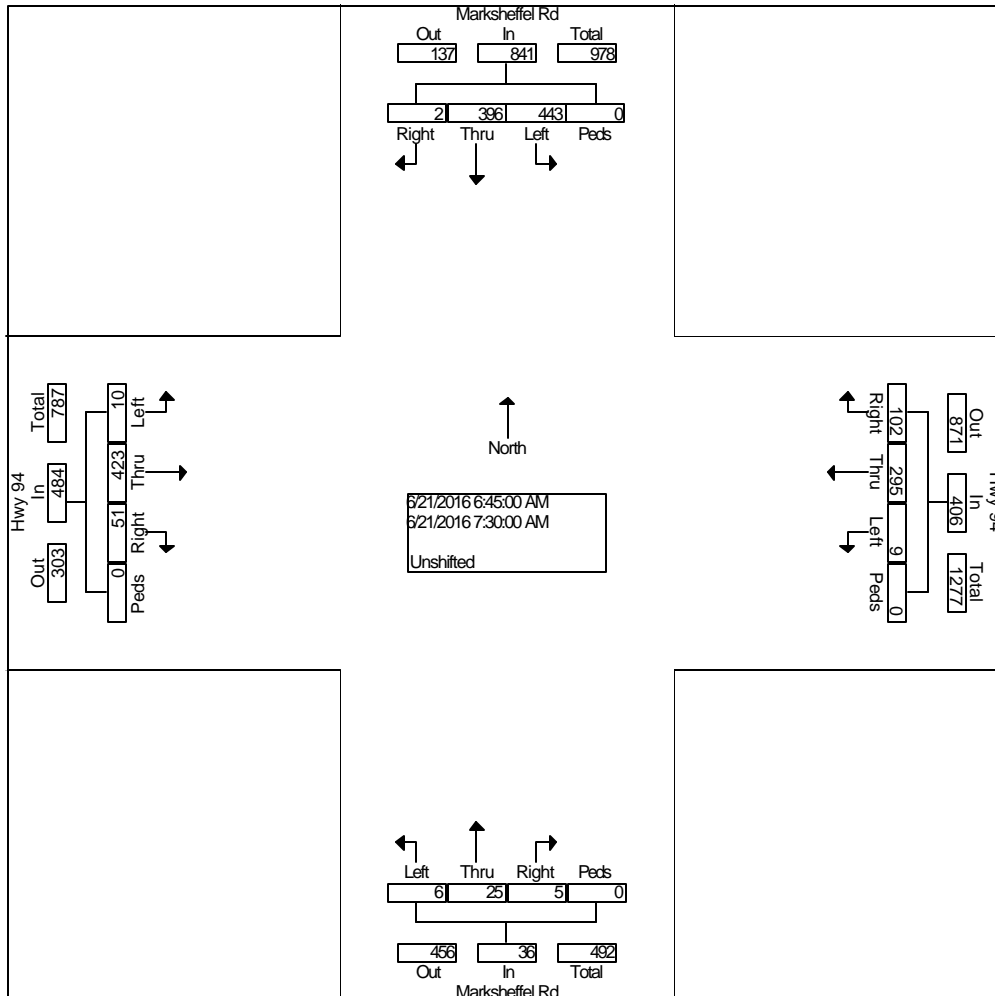 Marksheffel Rd
Out In Total
137 841 978
2 396 443 0
Right Thru Left Peds
Hwy 94
Total In Out
787 484 303
10 423 51 0
Left Thru Right Peds
North
6/21/2016 6:45:00 AM
6/21/2016 7:30:00 AM
Unshifted
Right Thru Left Peds
102 295 9 0
Out In Total
871 406 1277
Hwy 94
Left Thru Right Peds
6 25 5 0
456 36 492
Out In Total
Marksheffel Rd